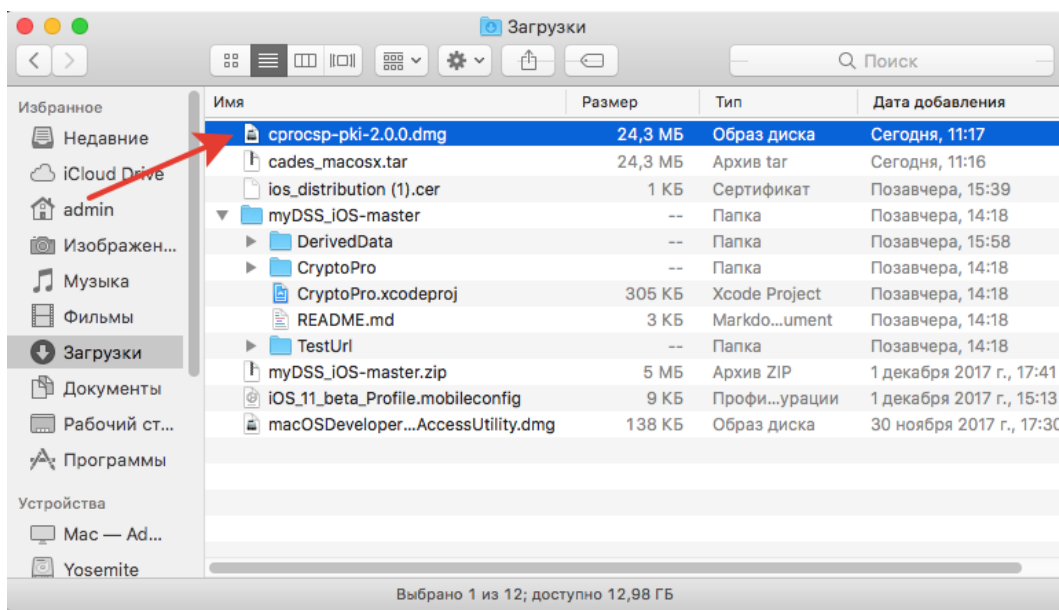 Загрузки
Поиск
Избранное
Недавние
iCloud Drive
admin
Изображен...
Музыка
Фильмы
Загрузки
Документы
Рабочий ст...
Программы
Устройства
Mac — Ad...
Yosemite
Имя Размер Тип Дата добавления
cprocsp-pki-2.0.0.dmg 24,3 МБ Образ диска Сегодня, 11:17
cades_macosx.tar 24,3 МБ Архив tar Сегодня, 11:16
ios_distribution (1).cer 1 КБ Сертификат Позавчера, 15:39
myDSS_iOS-master -- Папка Позавчера, 14:18
DerivedData -- Папка Позавчера, 15:58
CryptoPro -- Папка Позавчера, 14:18
CryptoPro.xcodeproj 305 КБ Xcode Project Позавчера, 14:18
README.md 3 КБ Markdo...ument Позавчера, 14:18
TestUrl -- Папка Позавчера, 14:18
myDSS_iOS-master.zip 5 МБ Архив ZIP 1 декабря 2017 г., 17:41
iOS_11_beta_Profile.mobileconfig 9 КБ Профи...урации 1 декабря 2017 г., 15:13
macOSDeveloper...AccessUtility.dmg 138 КБ Образ диска 30 ноября 2017 г., 17:30
Выбрано 1 из 12; доступно 12,98 ГБ